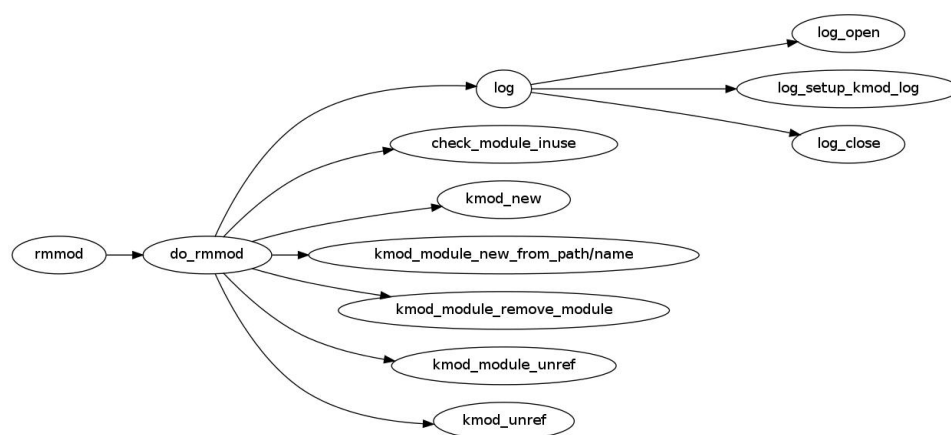 log_open
log
log_setup_kmod_log
check_module_inuse
log_close
kmod_new
rmmod
do_rmmod
kmod_module_new_from_path/name
kmod_module_remove_module
kmod_module_unref
kmod_unref